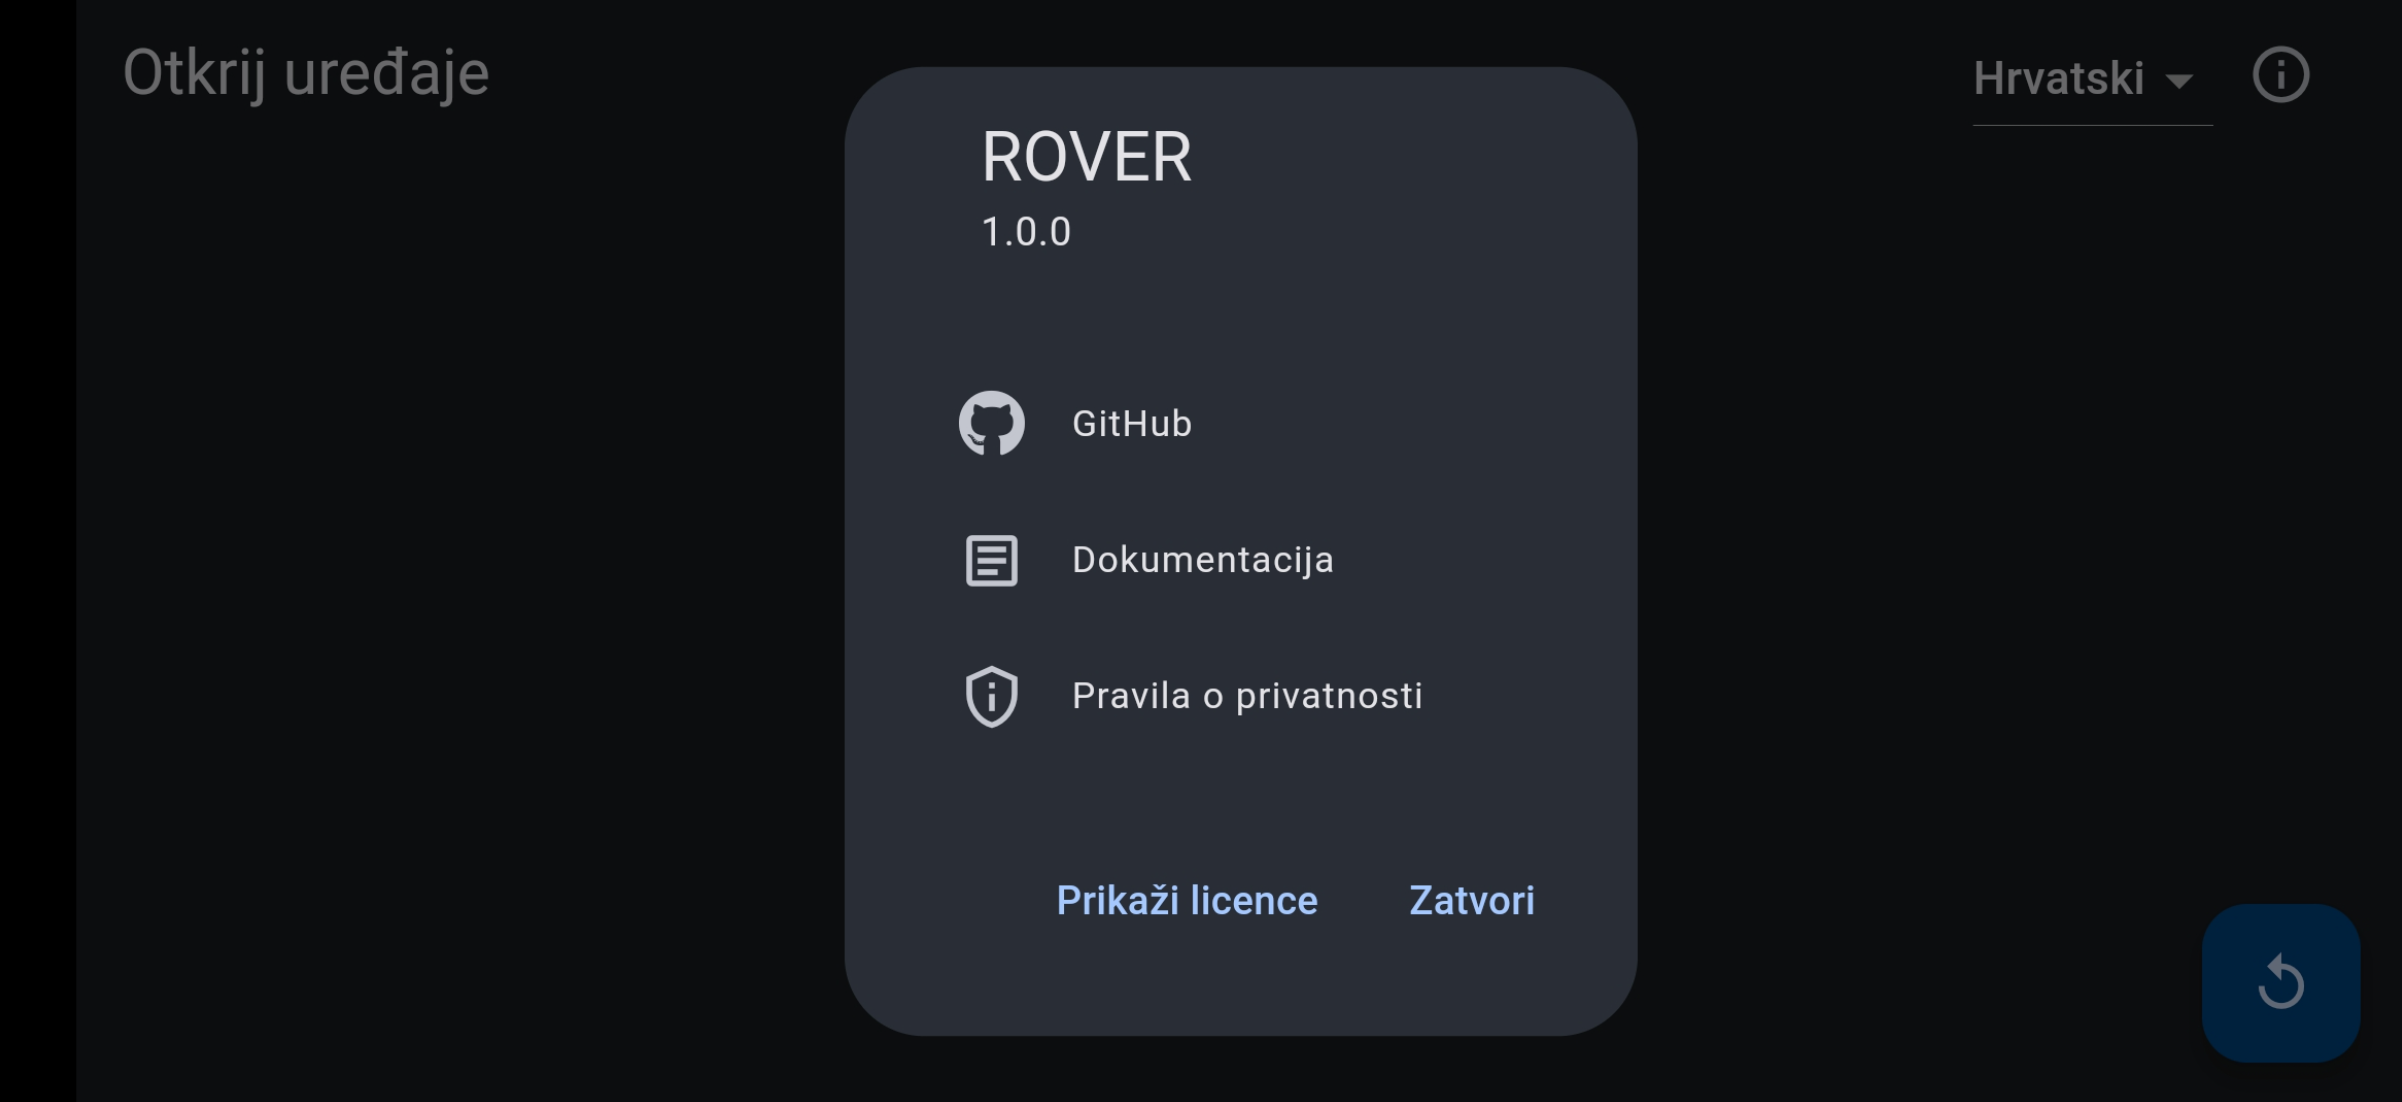 Otkrij uređaje
Hrvatski
ROVER
1.0.0
GitHub
Dokumentacija
Pravila o privatnosti
Prikaži licence
Zatvori